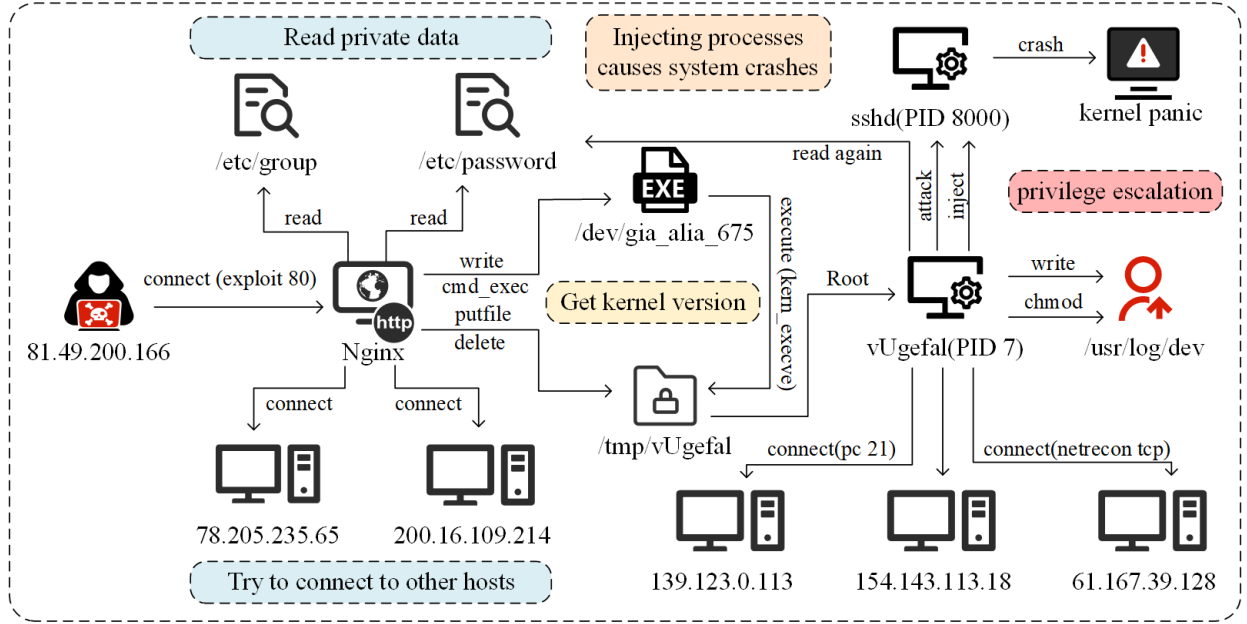 Read private data
Injecting processes
causes system crashes
crash
sshd(PID 8000)
kernel panic
/etc/group
/etc/password
read again
EXE
privilege escalation
attack
inject
read
read
/dev/gia_alia_675
execute (kern_execve)
connect (exploit 80)
write
cmd_exec
Get kernel version
putfile
delete
http
Root
write
chmod
81.49.200.166
Nginx
vUgefal(PID 7)
/usr/log/dev
connect
connect
/tmp/vUgefal
connect(pc 21)
connect(netrecon tcp)
78.205.235.65
200.16.109.214
139.123.0.113
154.143.113.18
61.167.39.128
Try to connect to other hosts